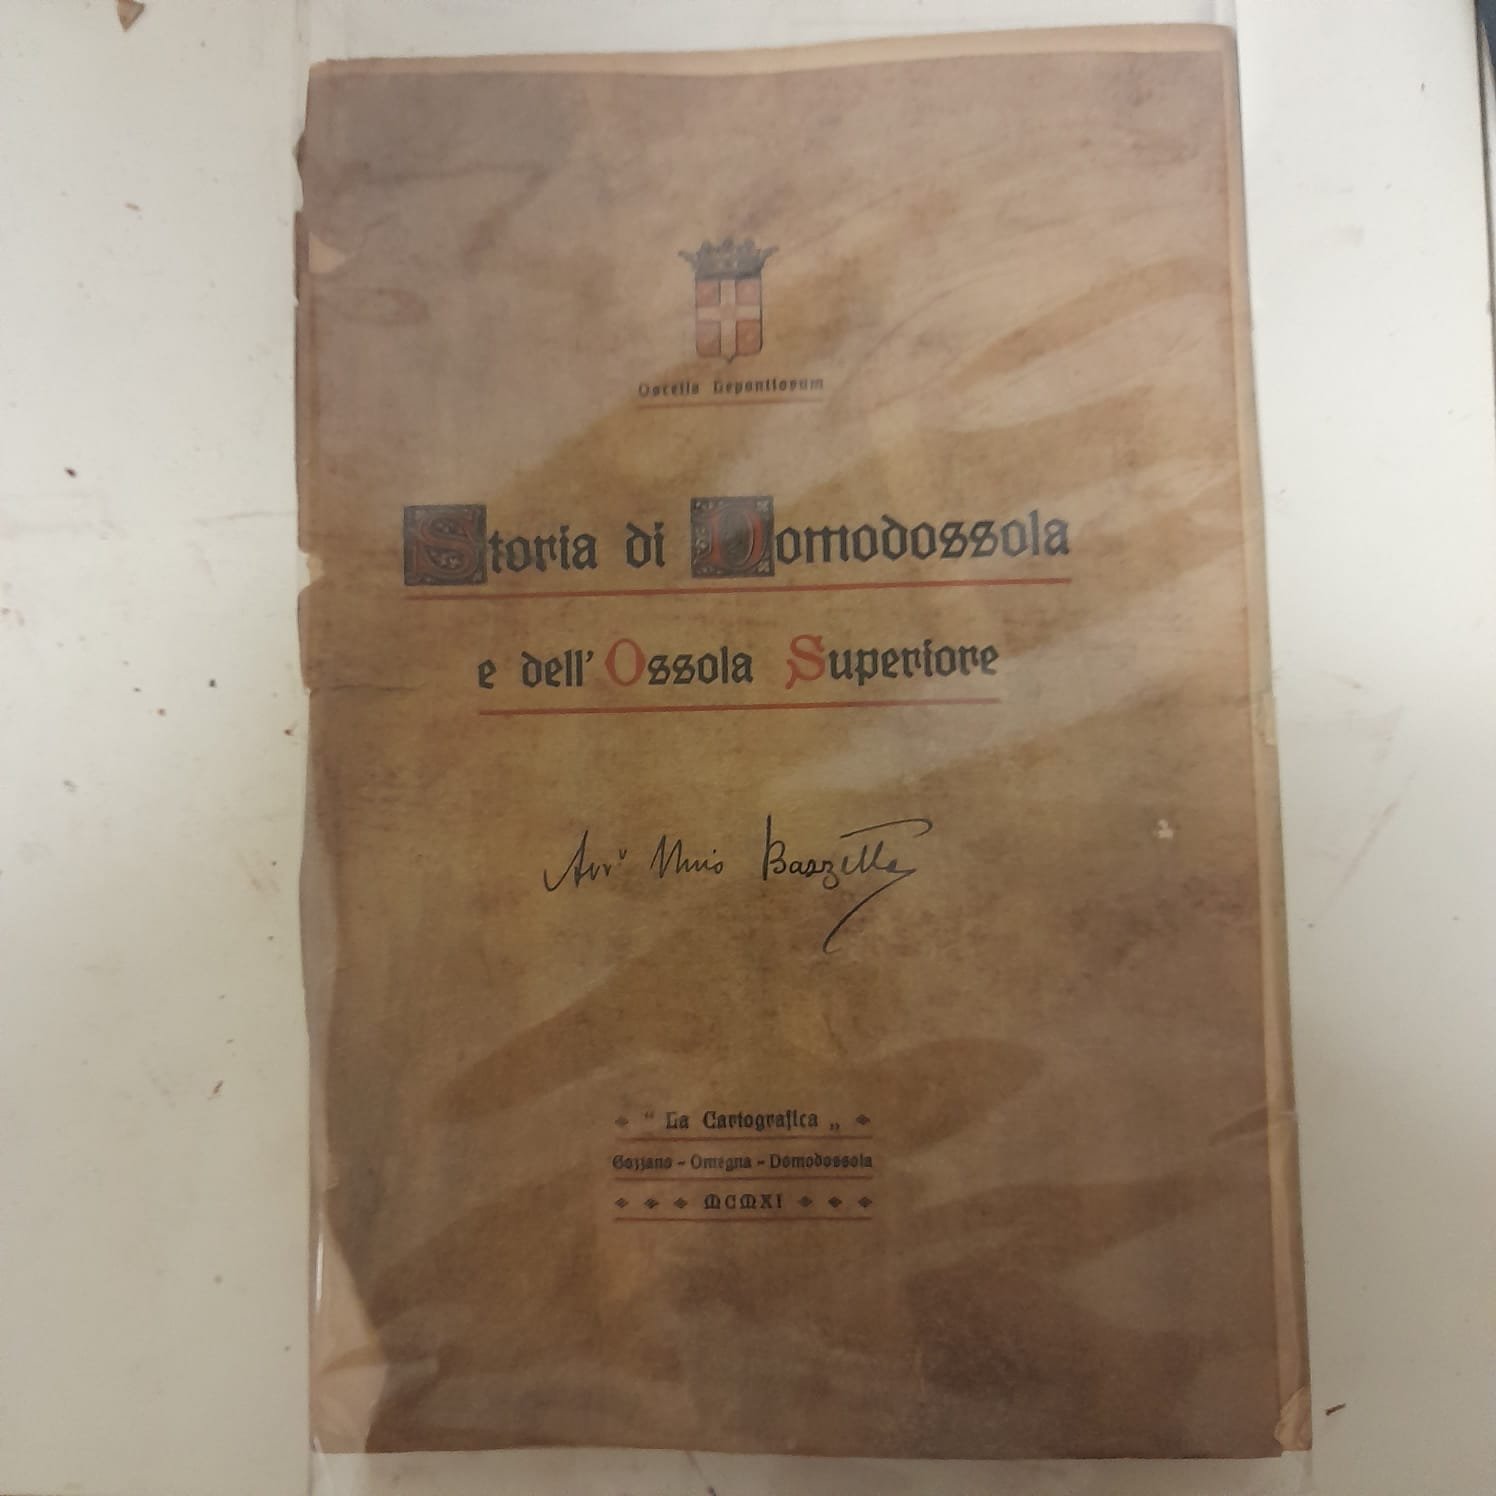 Oscella Lepontiorum
Storia di Domodossola
e dell' Ossola Superiore
Avv.º Nino Bazzetta
" La Cartografica „
Gozzano - Omegna - Domodossola
MCMXI